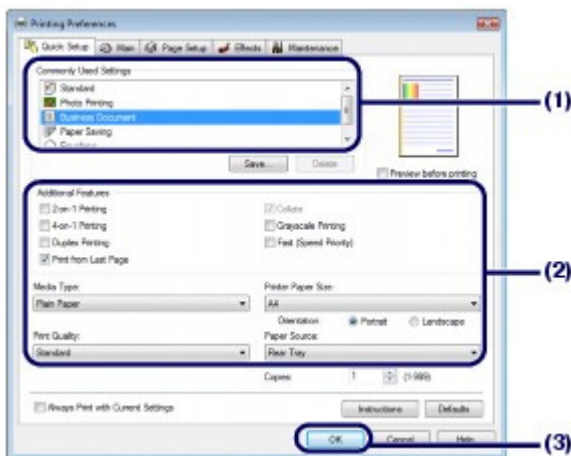 Printing Preferences
Quick Setup Main Page Setup Effects Maintenance
Commonly Used Settings
Standard
Photo Printing
Business Document
Paper Saving
(1)
Save... Delete
Preview before printing
Additional Features
2-on-1 Printing Collate
4-on-1 Printing Grayscale Printing
Duplex Printing Fast (Speed Priority)
Print from Last Page
(2)
Media Type: Printer Paper Size:
Plain Paper A4
Orientation: Portrait Landscape
Print Quality: Paper Source:
Standard Rear Tray
Copies: 1 (1-999)
Always Print with Current Settings Instructions Defaults
OK Cancel Help
(3)